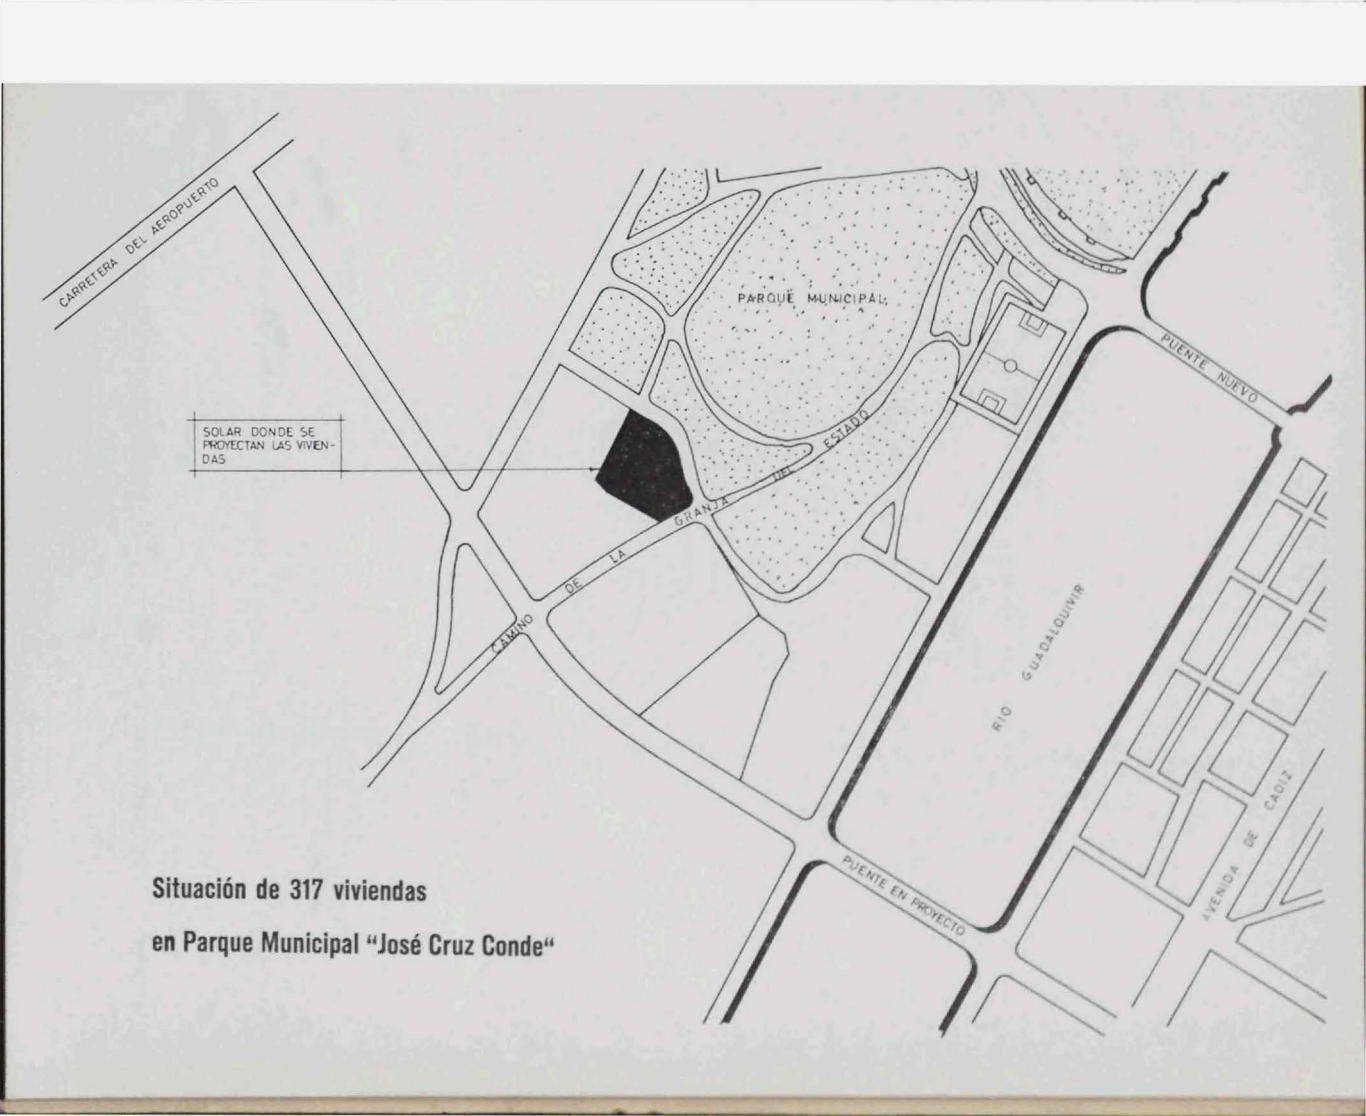 CARRETERA DEL AEROPUERTO
PARQUE MUNICIPAL
PUENTE NUEVO
SOLAR DONDE SE
PROYECTAN LAS VIVIEN-
DAS
CAMINO DE LA GRANJA DEL ESTADO
RIO GUADALQUIVIR
AVENIDA DE CADIZ
PUENTE EN PROYECTO
Situación de 317 viviendas
en Parque Municipal “José Cruz Conde“